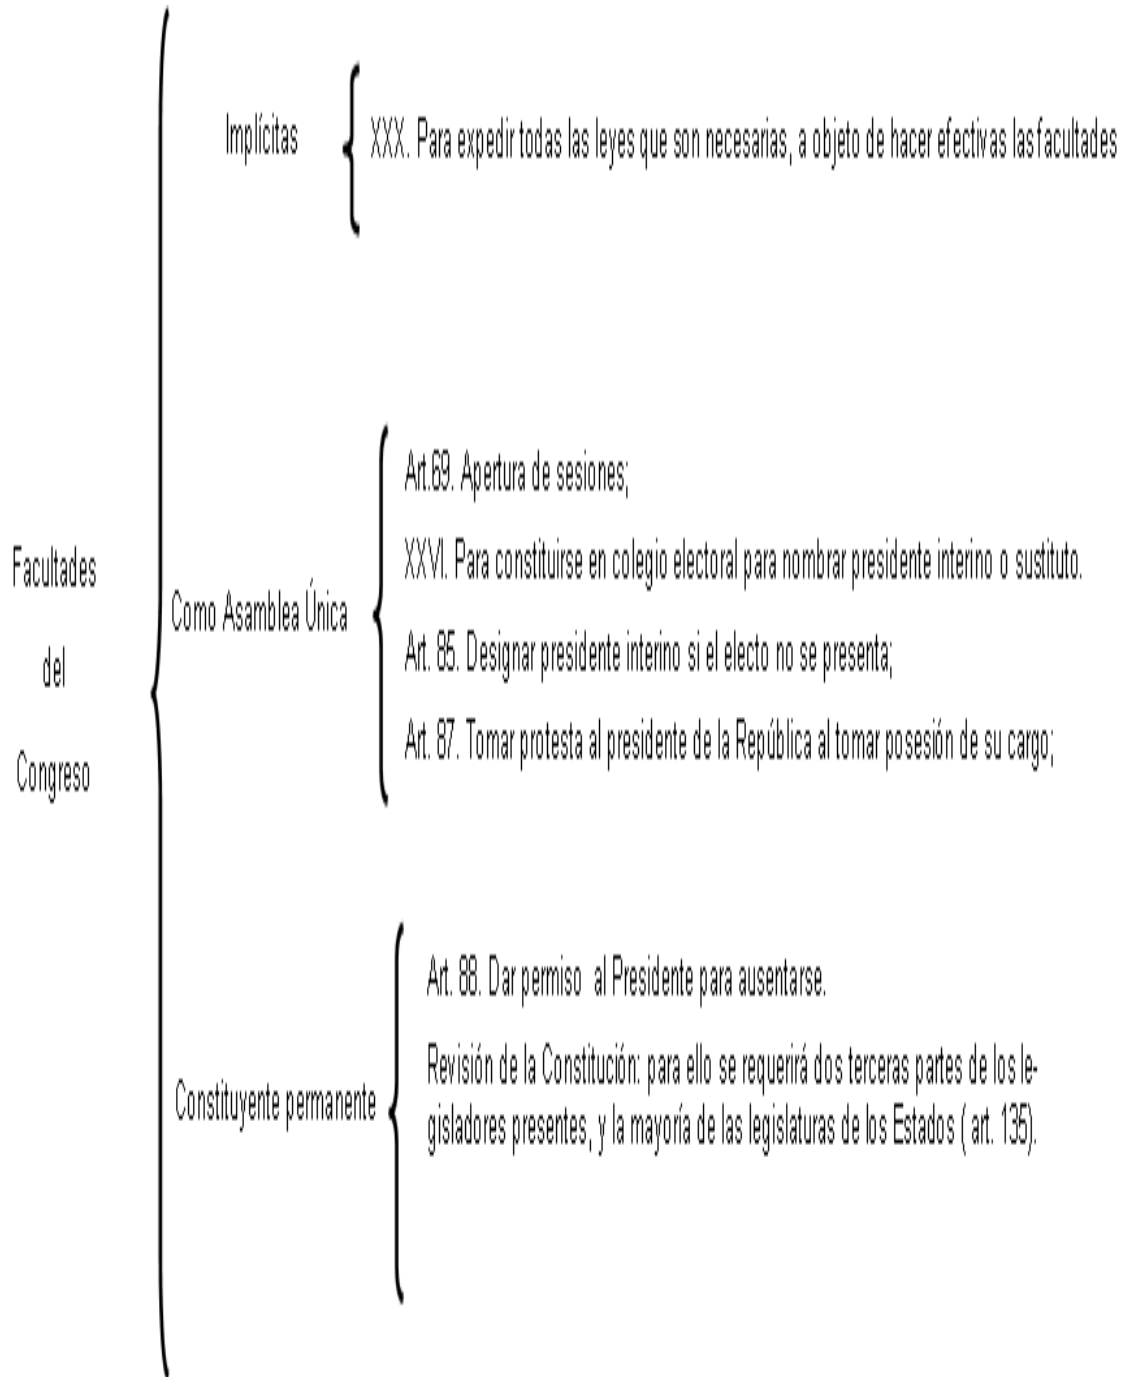 Facultades
del
Congreso
Implícitas
XXX. Para expedir todas las leyes que son necesarias, a objeto de hacer efectivas las facultades
Como Asamblea Única
Art.69. Apertura de sesiones;
XXVI. Para constituirse en colegio electoral para nombrar presidente interino o sustituto.
Art. 85. Designar presidente interino si el electo no se presenta;
Art. 87. Tomar protesta al presidente de la República al tomar posesión de su cargo;
Constituyente permanente
Art. 88. Dar permiso al Presidente para ausentarse.
Revisión de la Constitución: para ello se requerirá dos terceras partes de los le-
gisladores presentes, y la mayoría de las legislaturas de los Estados ( art. 135).